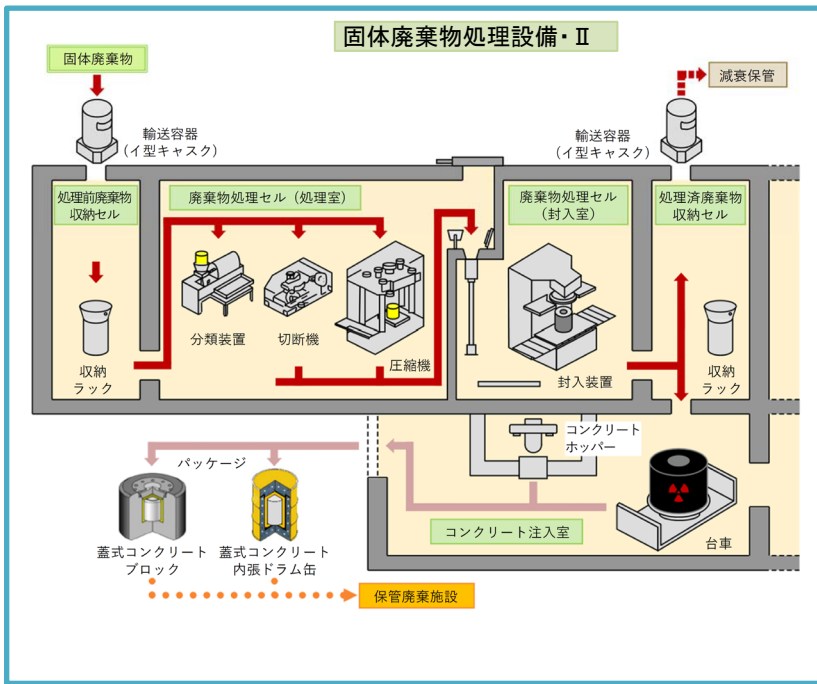 固体廃棄物処理設備・Ⅱ
固体廃棄物
減衰保管
輸送容器
(イ型キャスク)
輸送容器
(イ型キャスク)
処理前廃棄物
収納セル
廃棄物処理セル(処理室)
廃棄物処理セル
(封入室)
処理済廃棄物
収納セル
分類装置
切断機
圧縮機
収納
ラック
封入装置
収納
ラック
コンクリート
ホッパー
パッケージ
コンクリート注入室
台車
蓋式コンクリート
ブロック
蓋式コンクリート
内張ドラム缶
保管廃棄施設